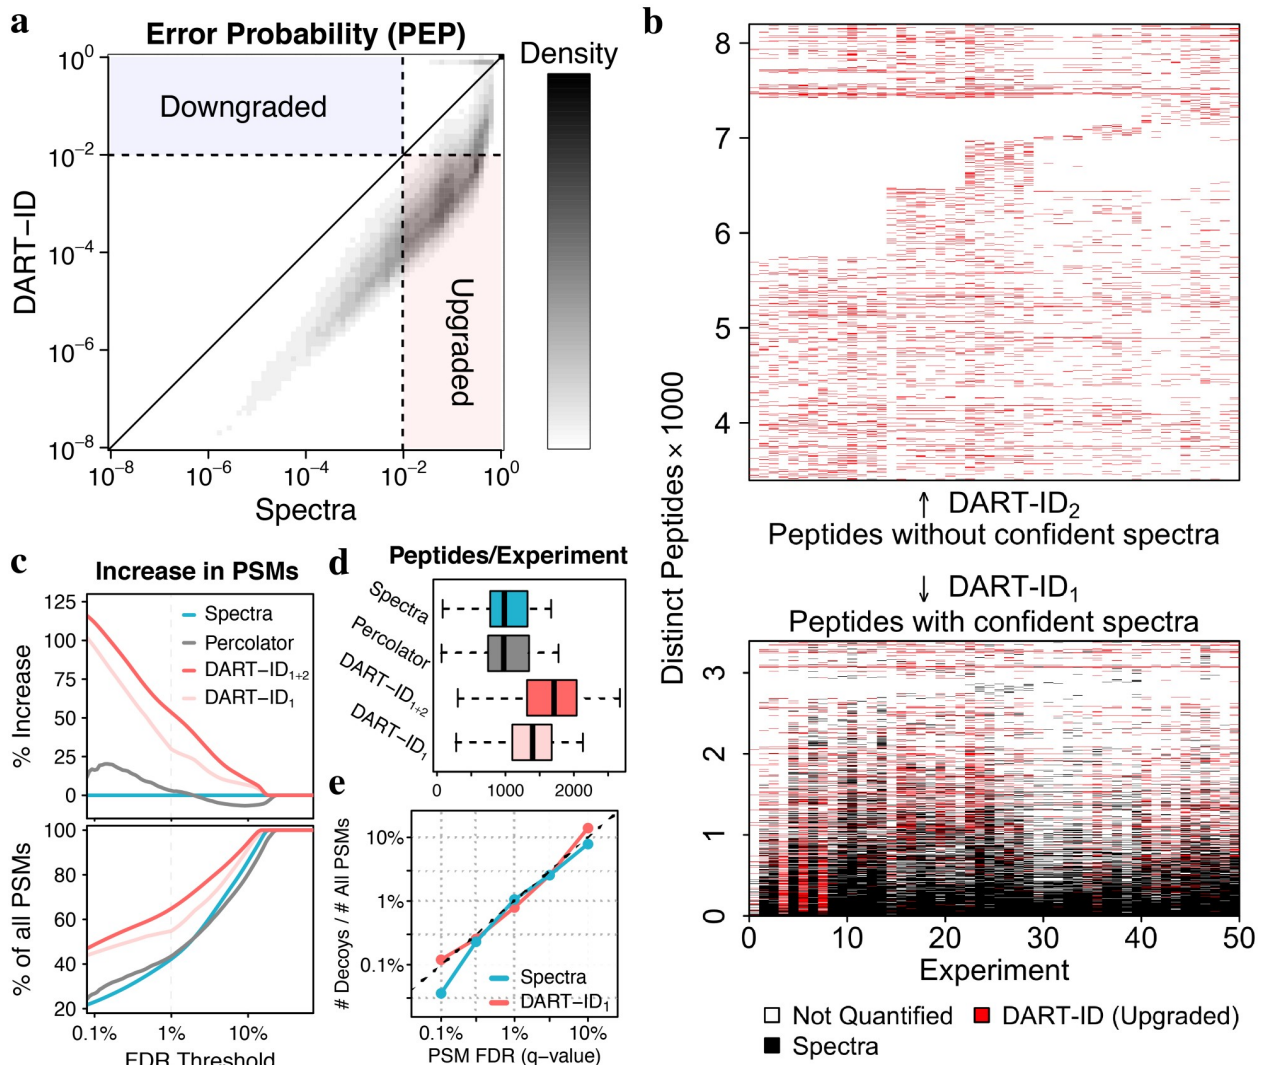 a
Error Probability (PEP)
Density
10⁰
10⁻²
10⁻⁴
10⁻⁶
10⁻⁸
DART−ID
Downgraded
Upgraded
10⁻⁸
10⁻⁶
10⁻⁴
10⁻²
10⁰
Spectra
b
8
7
6
5
4
Distinct Peptides × 1000
↑ DART-ID₂
Peptides without confident spectra
↓ DART-ID₁
Peptides with confident spectra
3
2
1
0
0 10 20 30 40 50
Experiment
Not Quantified
DART-ID (Upgraded)
Spectra
c
Increase in PSMs
125
100
75
50
25
0
% Increase
Spectra
Percolator
DART−ID₁₊₂
DART−ID₁
100
80
60
40
20
% of all PSMs
0.1% 1% 10%
FDR Threshold
d
Peptides/Experiment
Spectra
Percolator
DART−ID₁₊₂
DART−ID₁
0 1000 2000
e
10%
1%
0.1%
# Decoys / # All PSMs
Spectra
DART−ID₁
0.1% 1% 10%
PSM FDR (q−value)